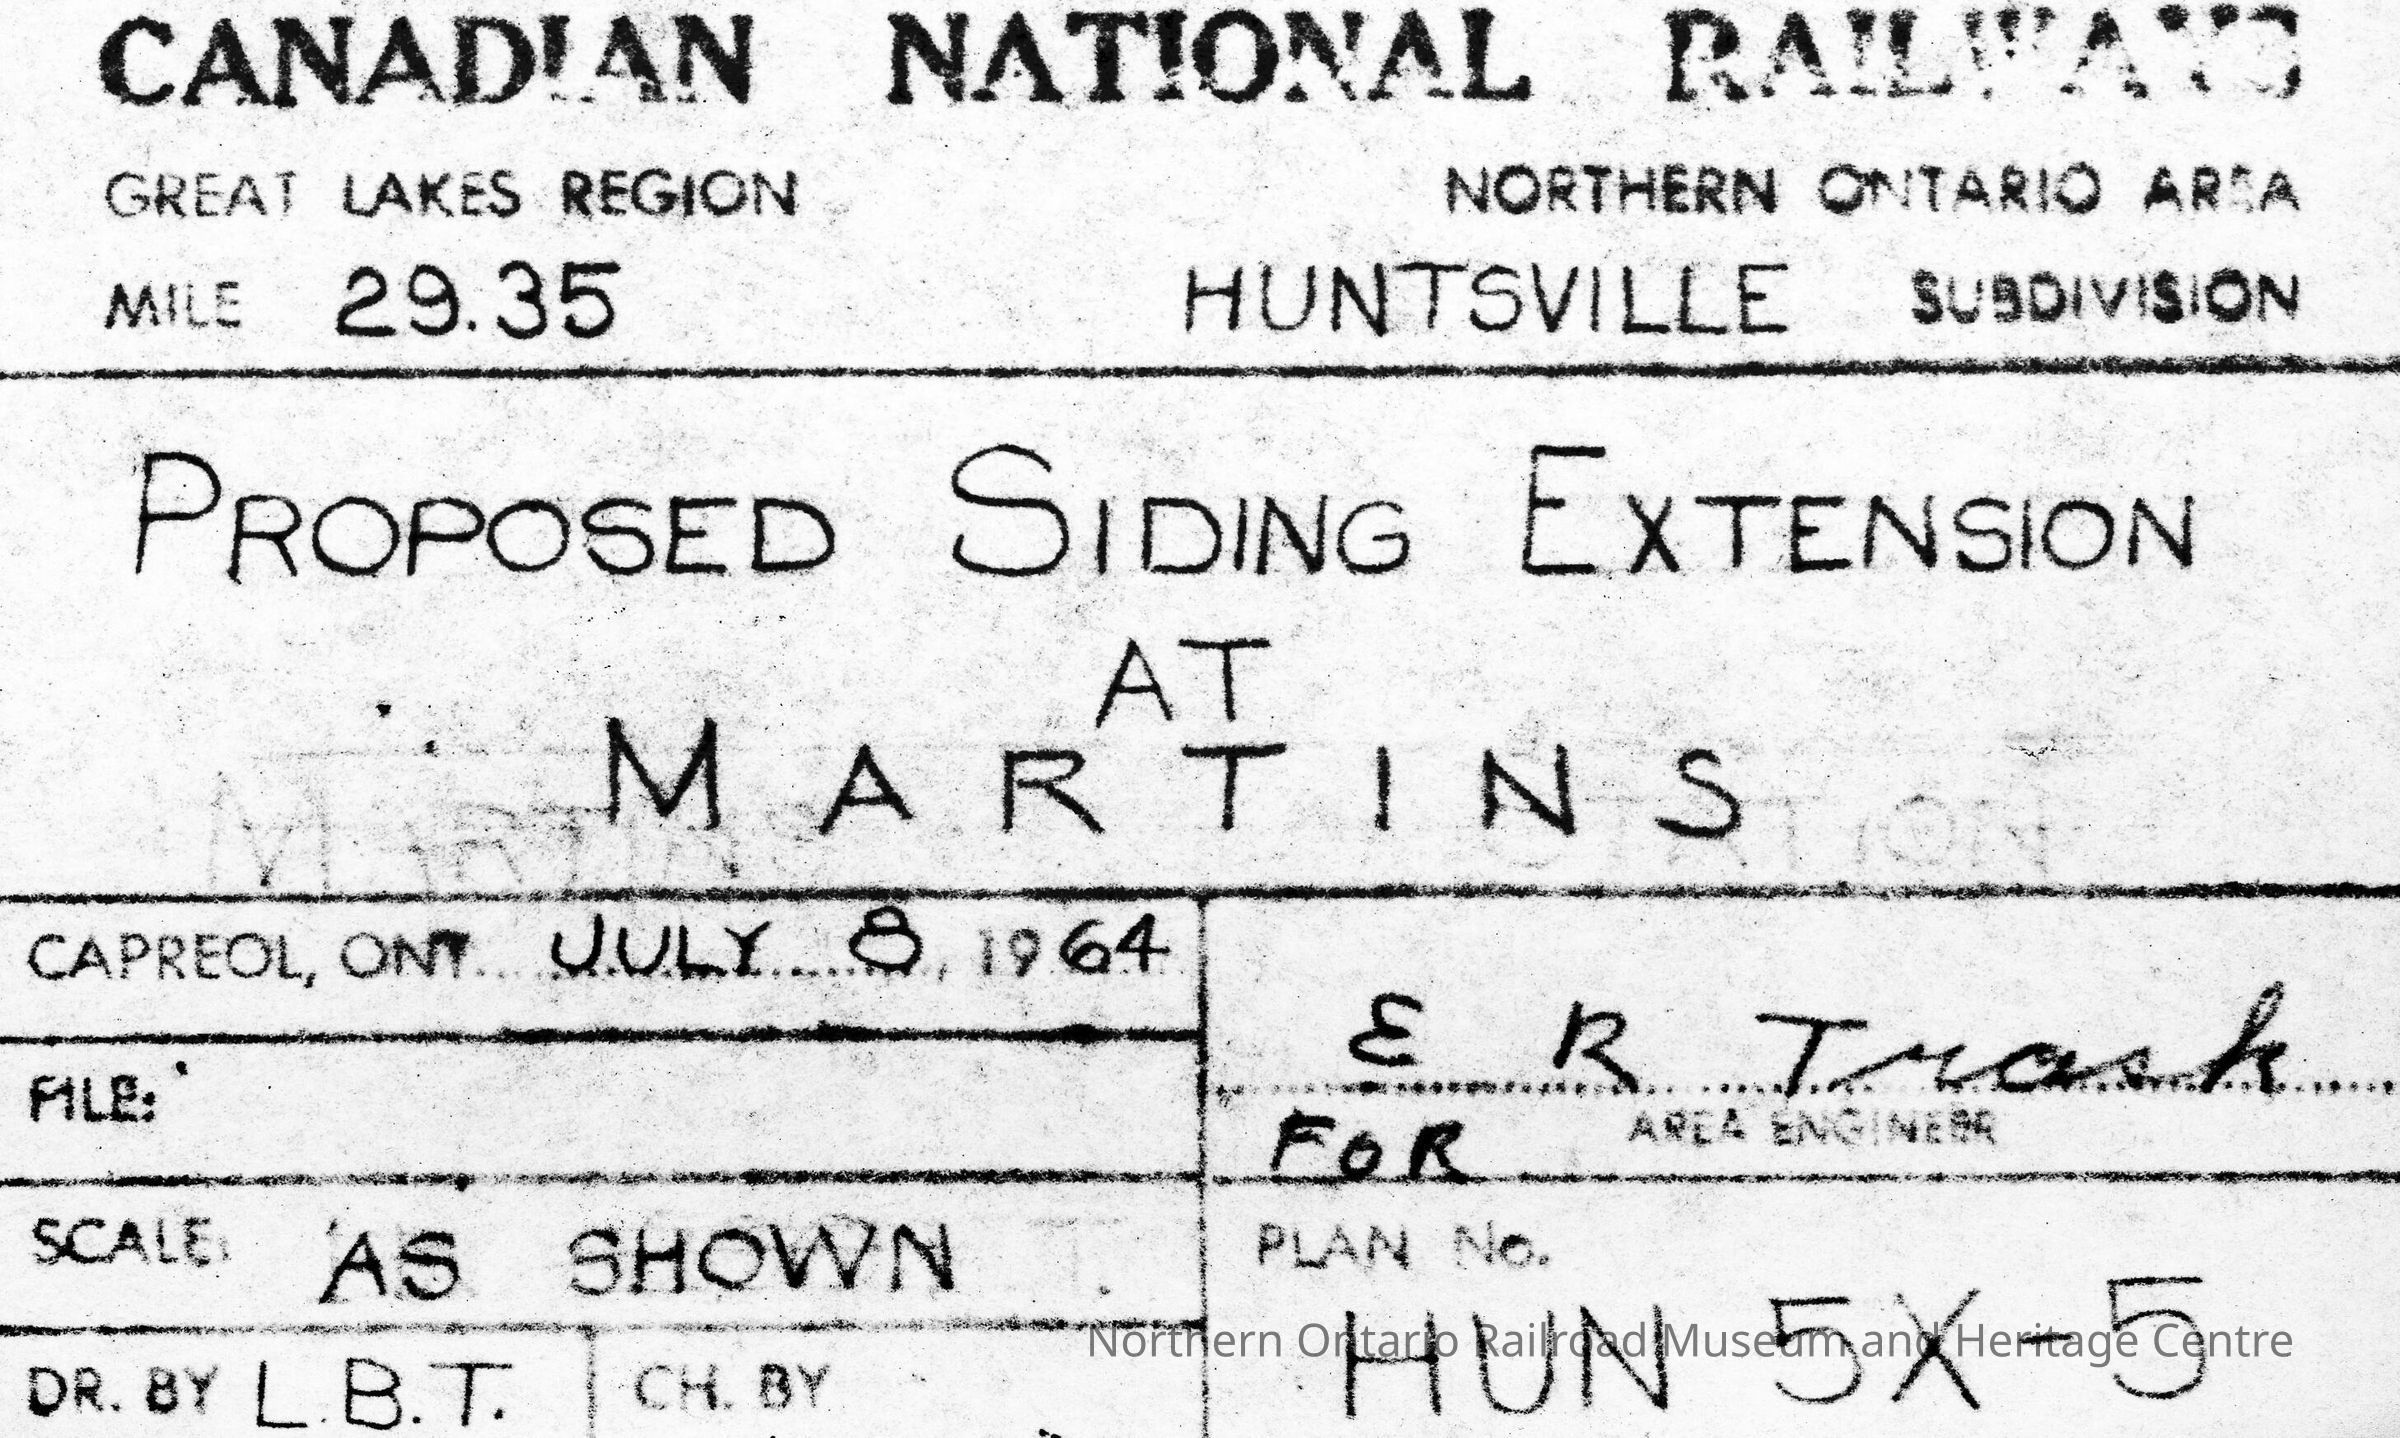 CANADIAN NATIONAL RAILWAYS
GREAT LAKES REGION NORTHERN ONTARIO AREA
MILE 29.35 HUNTSVILLE SUBDIVISION
PROPOSED SIDING EXTENSION
AT
MARTINS
MARTINS STATION
CAPREOL, ONT. JULY 8, 1964
E R Trask
FOR AREA ENGINEER
FILE:
SCALE: AS SHOWN
PLAN No.
HUN 5X-5
DR. BY L.B.T. CH. BY
Northern Ontario Railroad Museum and Heritage Centre